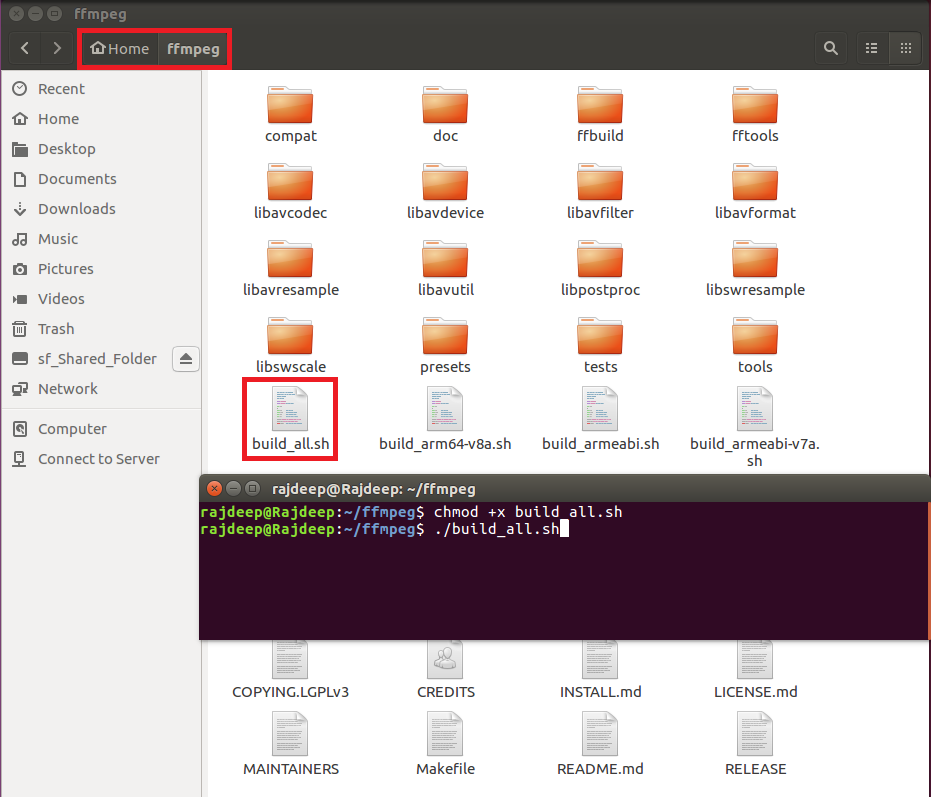 ffmpeg
Home ffmpeg
Recent
Home
Desktop
Documents
Downloads
Music
Pictures
Videos
Trash
sf_Shared_Folder
Network
Computer
Connect to Server
compat doc ffbuild fftools
libavcodec libavdevice libavfilter libavformat
libavresample libavutil libpostproc libswresample
libswscale presets tests tools
build_all.sh build_arm64-v8a.sh build_armeabi.sh build_armeabi-v7a.
sh
rajdeep@Rajdeep: ~/ffmpeg
rajdeep@Rajdeep:~/ffmpeg$ chmod +x build_all.sh
rajdeep@Rajdeep:~/ffmpeg$ ./build_all.sh
COPYING.LGPLv3 CREDITS INSTALL.md LICENSE.md
MAINTAINERS Makefile README.md RELEASE